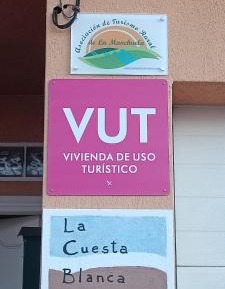 Asociación de Turismo Rural
de La Manchuela
VUT
VIVIENDA DE USO
TURÍSTICO
La
Cuesta
Blanca